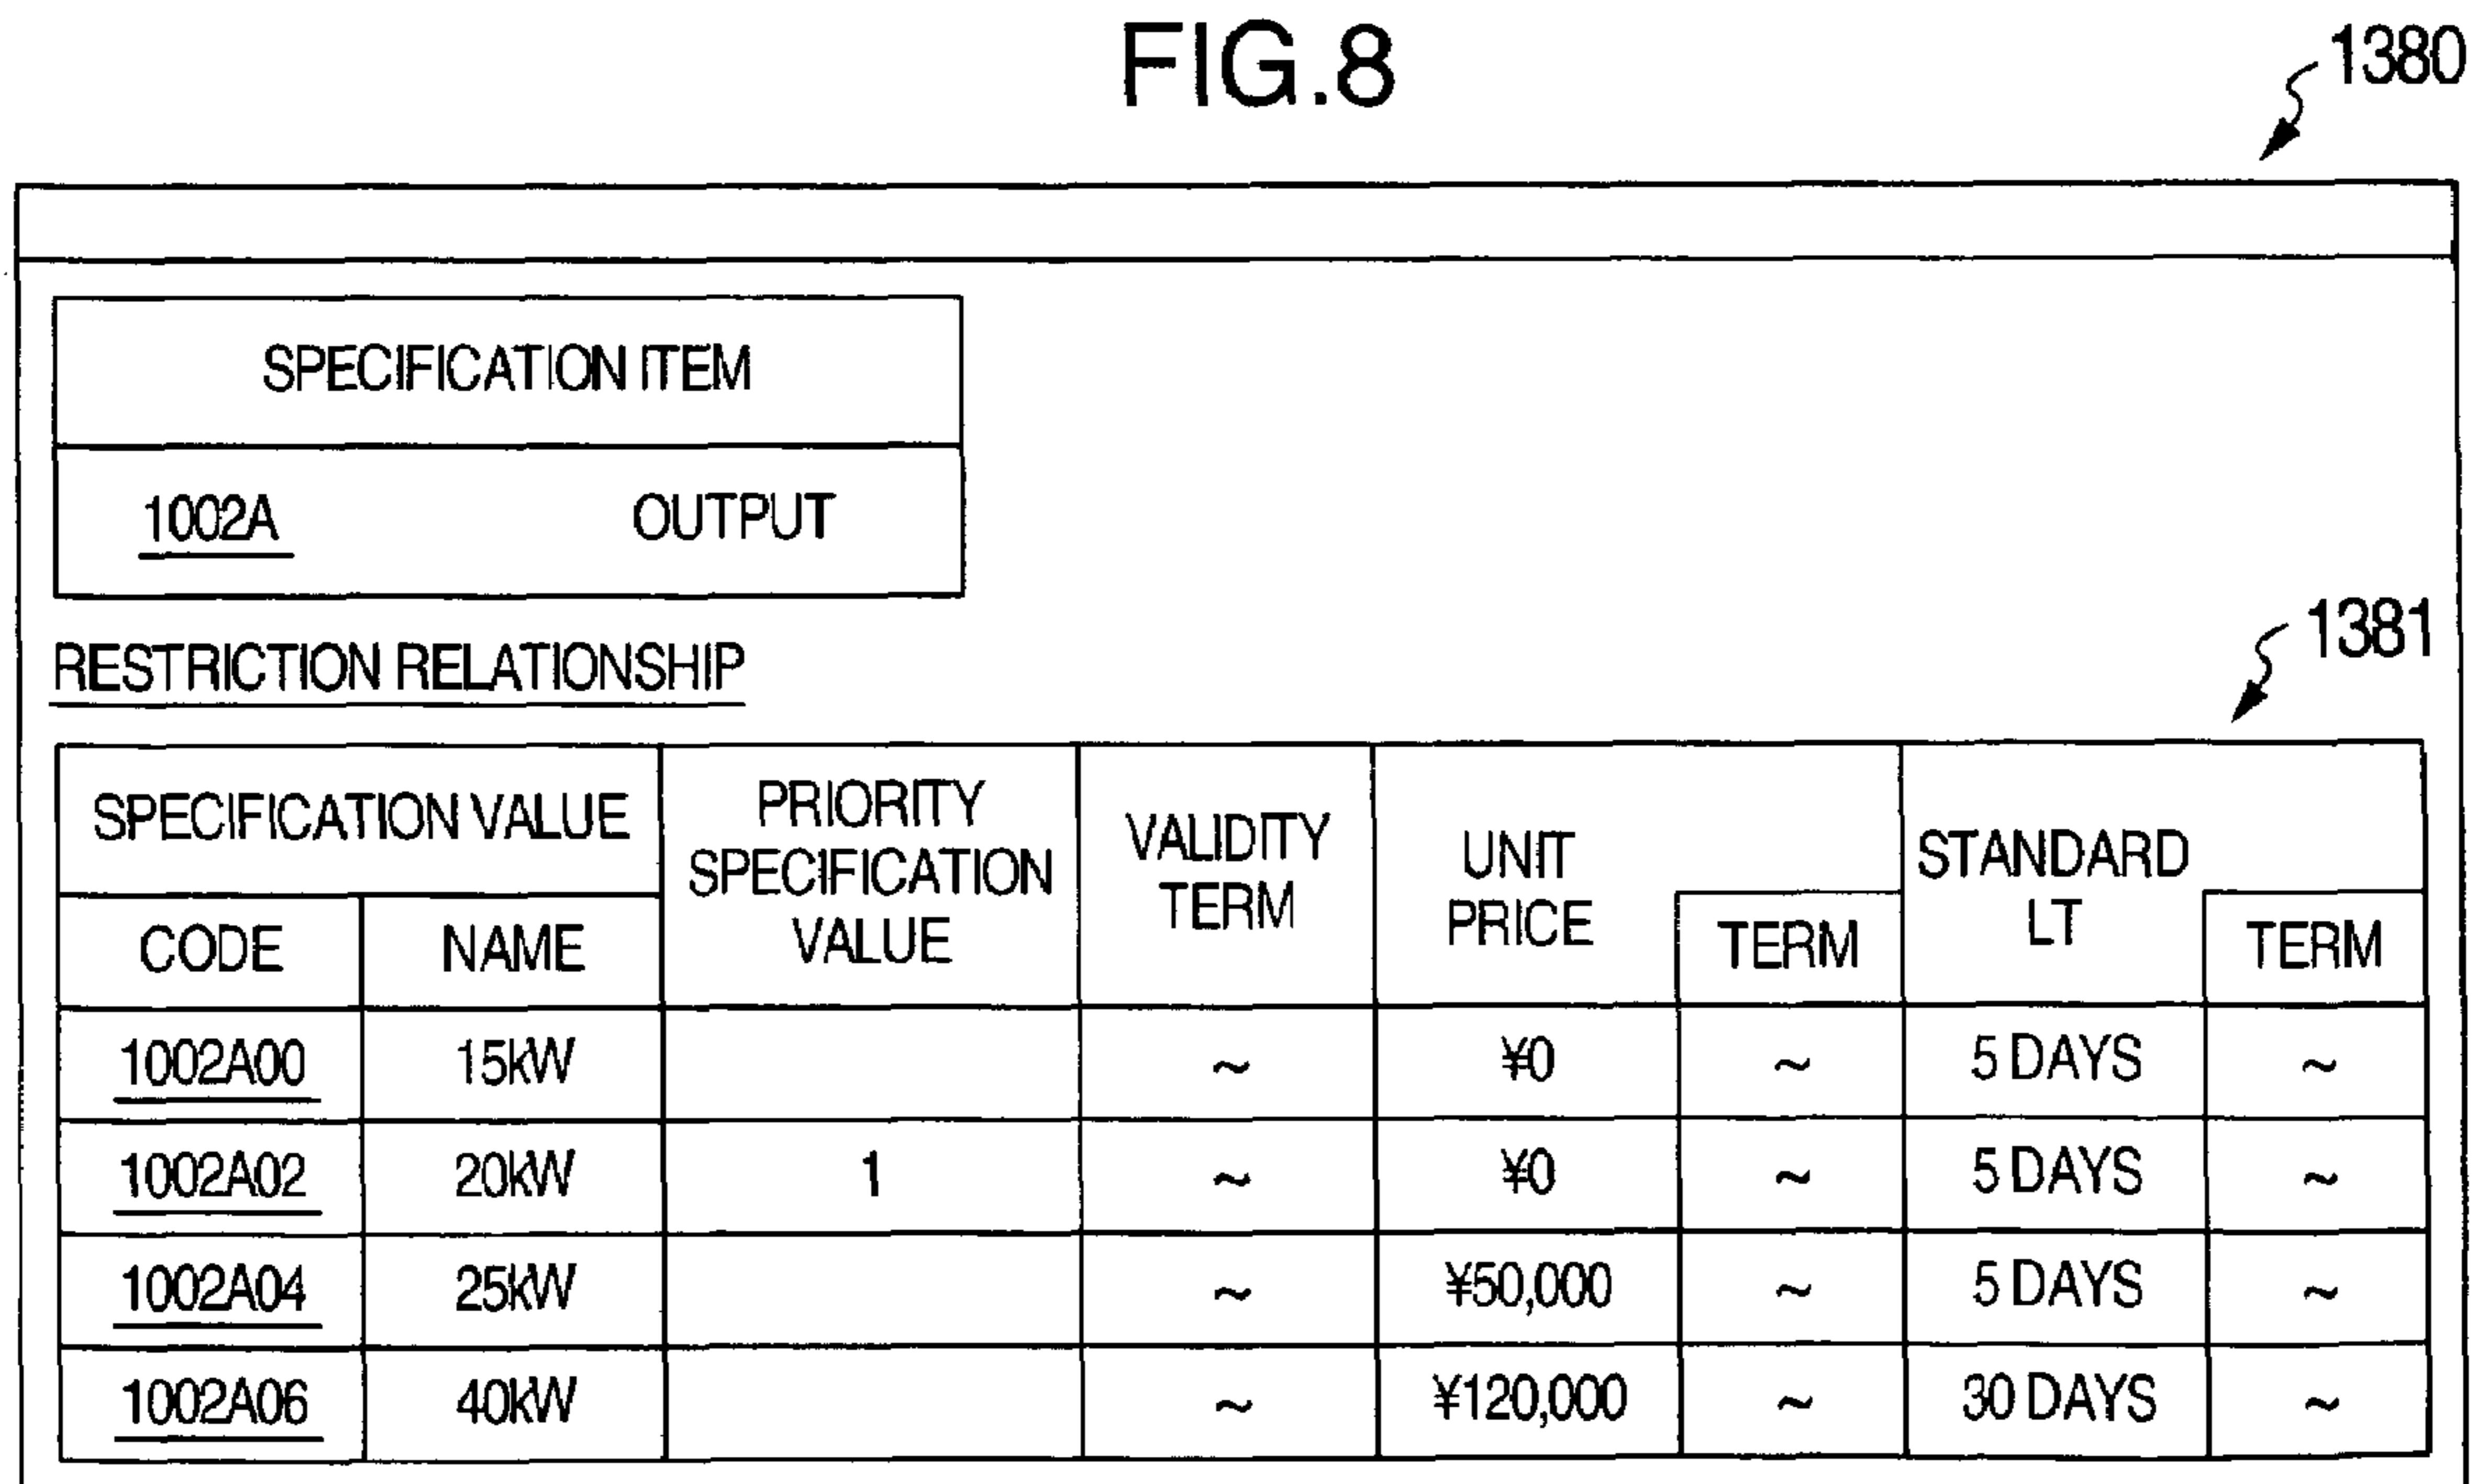 FIG.8
1380
SPECIFICATION ITEM
1002A OUTPUT
RESTRICTION RELATIONSHIP
1381
SPECIFICATION VALUE
PRIORITY
SPECIFICATION
VALUE
VALIDITY
TERM
UNIT
PRICE
TERM
STANDARD
LT
TERM
CODE NAME
1002A00 15kW ~ ¥0 ~ 5 DAYS ~
1002A02 20kW 1 ~ ¥0 ~ 5 DAYS ~
1002A04 25kW ~ ¥50,000 ~ 5 DAYS ~
1002A06 40kW ~ ¥120,000 ~ 30 DAYS ~